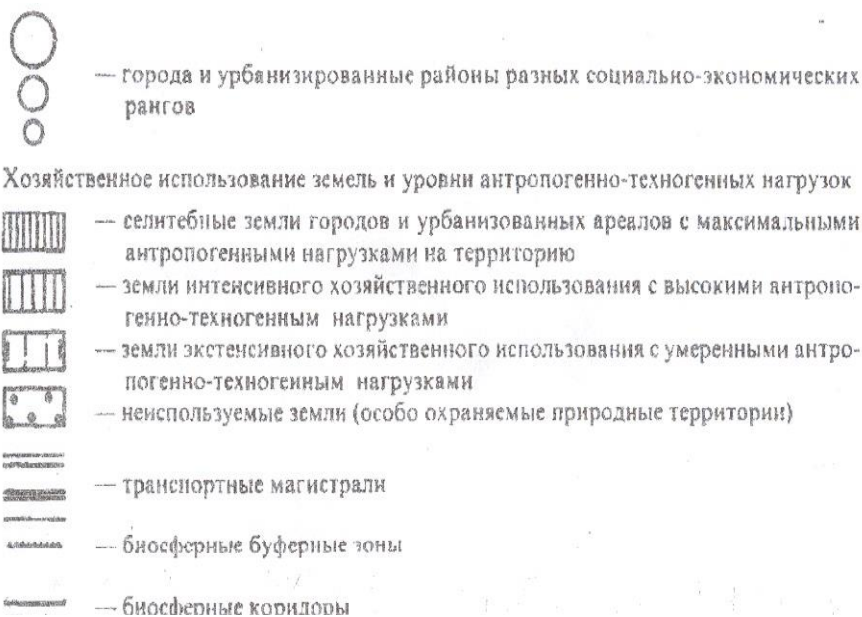 — города и урбанизированные районы разных социально-экономических
рангов
Хозяйственное использование земель и уровни антропогенно-техногенных нагрузок
— селитебные земли городов и урбанизованных ареалов с максимальными
антропогенными нагрузками на территорию
— земли интенсивного хозяйственного использования с высокими антропо-
генно-техногенным нагрузками
— земли экстенсивного хозяйственного использования с умеренными антро-
погенно-техногенным нагрузками
— неиспользуемые земли (особо охраняемые природные территории)
— транспортные магистрали
— биосферные буферные зоны
— биосферные коридоры